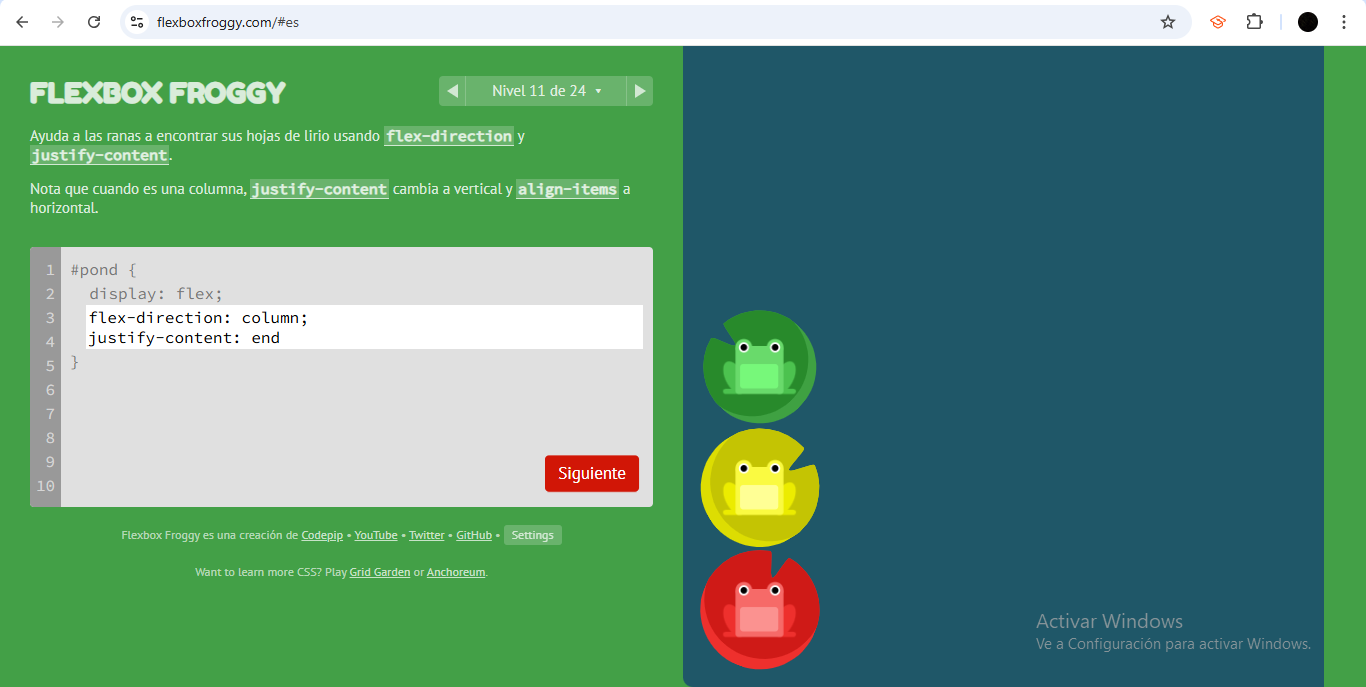 flexboxfroggy.com/#es
FLEXBOX FROGGY
Nivel 11 de 24
Ayuda a las ranas a encontrar sus hojas de lirio usando flex-direction y
justify-content.
Nota que cuando es una columna, justify-content cambia a vertical y align-items a
horizontal.
1 #pond {
2 display: flex;
3 flex-direction: column;
4 justify-content: end
5 }
6
7
8
9
10
Siguiente
Flexbox Froggy es una creación de Codepip • YouTube • Twitter • GitHub • Settings
Want to learn more CSS? Play Grid Garden or Anchoreum.
Activar Windows
Ve a Configuración para activar Windows.